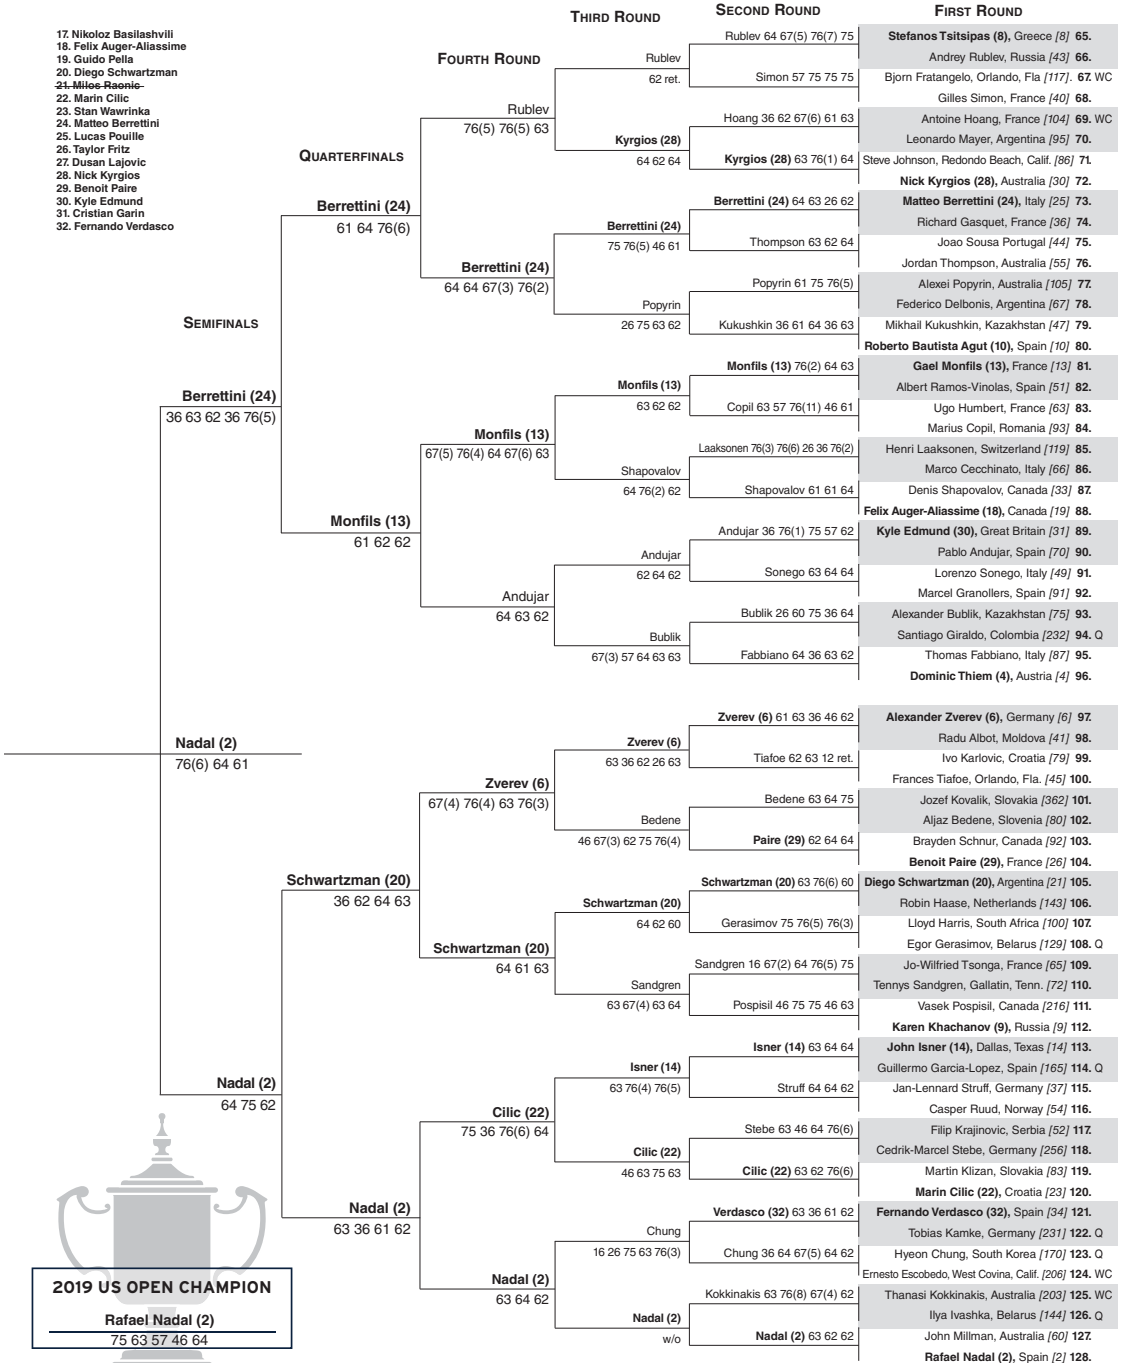 17. Nikoloz Basilashvili
18. Felix Auger-Aliassime
19. Guido Pella
20. Diego Schwartzman
21. Milos Raonic
22. Marin Cilic
23. Stan Wawrinka
24. Matteo Berrettini
25. Lucas Pouille
26. Taylor Fritz
27. Dusan Lajovic
28. Nick Kyrgios
29. Benoit Paire
30. Kyle Edmund
31. Cristian Garin
32. Fernando Verdasco
SEMIFINALS
Berrettini (24)
36 63 62 36 76(5)
Nadal (2)
76(6) 64 61
Nadal (2)
64 75 62
QUARTERFINALS
Berrettini (24)
61 64 76(6)
Monfils (13)
61 62 62
Schwartzman (20)
36 62 64 63
Nadal (2)
63 36 61 62
FOURTH ROUND
Rublev
76(5) 76(5) 63
Berrettini (24)
64 64 67(3) 76(2)
Monfils (13)
67(5) 76(4) 64 67(6) 63
Andujar
64 63 62
Zverev (6)
67(4) 76(4) 63 76(3)
Schwartzman (20)
64 61 63
Cilic (22)
75 36 76(6) 64
Nadal (2)
63 64 62
THIRD ROUND
Rublev
62 ret.
Kyrgios (28)
64 62 64
Berrettini (24)
75 76(5) 46 61
Popyrin
26 75 63 62
Monfils (13)
63 62 62
Shapovalov
64 76(2) 62
Andujar
62 64 62
Bublik
67(3) 57 64 63 63
Zverev (6)
63 36 62 26 63
Bedene
46 67(3) 62 75 76(4)
Schwartzman (20)
64 62 60
Sandgren
63 67(4) 63 64
Isner (14)
63 76(4) 76(5)
Cilic (22)
46 63 75 63
Chung
16 26 75 63 76(3)
Nadal (2)
w/o
SECOND ROUND
Rublev 64 67(5) 76(7) 75
Simon 57 75 75 75
Hoang 36 62 67(6) 61 63
Kyrgios (28) 63 76(1) 64
Berrettini (24) 64 63 26 62
Thompson 63 62 64
Popyrin 61 75 76(5)
Kukushkin 36 61 64 36 63
Monfils (13) 76(2) 64 63
Copil 63 57 76(11) 46 61
Laaksonen 76(3) 76(6) 26 36 76(2)
Shapovalov 61 61 64
Andujar 36 76(1) 75 57 62
Sonego 63 64 64
Bublik 26 60 75 36 64
Fabbiano 64 36 63 62
Zverev (6) 61 63 36 46 62
Tiafoe 62 63 12 ret.
Bedene 63 64 75
Paire (29) 62 64 64
Schwartzman (20) 63 76(6) 60
Gerasimov 75 76(5) 76(3)
Sandgren 16 67(2) 64 76(5) 75
Pospisil 46 75 75 46 63
Isner (14) 63 64 64
Struff 64 64 62
Stebe 63 46 64 76(6)
Cilic (22) 63 62 76(6)
Verdasco (32) 63 36 61 62
Chung 36 64 67(5) 64 62
Kokkinakis 63 76(8) 67(4) 62
Nadal (2) 63 62 62
FIRST ROUND
Stefanos Tsitsipas (8), Greece [8] 65.
Andrey Rublev, Russia [43] 66.
Bjorn Fratangelo, Orlando, Fla [117]. 67. WC
Gilles Simon, France [40] 68.
Antoine Hoang, France [104] 69. WC
Leonardo Mayer, Argentina [95] 70.
Steve Johnson, Redondo Beach, Calif. [86] 71.
Nick Kyrgios (28), Australia [30] 72.
Matteo Berrettini (24), Italy [25] 73.
Richard Gasquet, France [36] 74.
Joao Sousa Portugal [44] 75.
Jordan Thompson, Australia [55] 76.
Alexei Popyrin, Australia [105] 77.
Federico Delbonis, Argentina [67] 78.
Mikhail Kukushkin, Kazakhstan [47] 79.
Roberto Bautista Agut (10), Spain [10] 80.
Gael Monfils (13), France [13] 81.
Albert Ramos-Vinolas, Spain [51] 82.
Ugo Humbert, France [63] 83.
Marius Copil, Romania [93] 84.
Henri Laaksonen, Switzerland [119] 85.
Marco Cecchinato, Italy [66] 86.
Denis Shapovalov, Canada [33] 87.
Felix Auger-Aliassime (18), Canada [19] 88.
Kyle Edmund (30), Great Britain [31] 89.
Pablo Andujar, Spain [70] 90.
Lorenzo Sonego, Italy [49] 91.
Marcel Granollers, Spain [91] 92.
Alexander Bublik, Kazakhstan [75] 93.
Santiago Giraldo, Colombia [232] 94. Q
Thomas Fabbiano, Italy [87] 95.
Dominic Thiem (4), Austria [4] 96.
Alexander Zverev (6), Germany [6] 97.
Radu Albot, Moldova [41] 98.
Ivo Karlovic, Croatia [79] 99.
Frances Tiafoe, Orlando, Fla. [45] 100.
Jozef Kovalik, Slovakia [362] 101.
Aljaz Bedene, Slovenia [80] 102.
Brayden Schnur, Canada [92] 103.
Benoit Paire (29), France [26] 104.
Diego Schwartzman (20), Argentina [21] 105.
Robin Haase, Netherlands [143] 106.
Lloyd Harris, South Africa [100] 107.
Egor Gerasimov, Belarus [129] 108. Q
Jo-Wilfried Tsonga, France [65] 109.
Tennys Sandgren, Gallatin, Tenn. [72] 110.
Vasek Pospisil, Canada [216] 111.
Karen Khachanov (9), Russia [9] 112.
John Isner (14), Dallas, Texas [14] 113.
Guillermo Garcia-Lopez, Spain [165] 114. Q
Jan-Lennard Struff, Germany [37] 115.
Casper Ruud, Norway [54] 116.
Filip Krajinovic, Serbia [52] 117.
Cedrik-Marcel Stebe, Germany [256] 118.
Martin Klizan, Slovakia [83] 119.
Marin Cilic (22), Croatia [23] 120.
Fernando Verdasco (32), Spain [34] 121.
Tobias Kamke, Germany [231] 122. Q
Hyeon Chung, South Korea [170] 123. Q
Ernesto Escobedo, West Covina, Calif. [206] 124. WC
Thanasi Kokkinakis, Australia [203] 125. WC
Ilya Ivashka, Belarus [144] 126. Q
John Millman, Australia [60] 127.
Rafael Nadal (2), Spain [2] 128.
2019 US OPEN CHAMPION
Rafael Nadal (2)
75 63 57 46 64